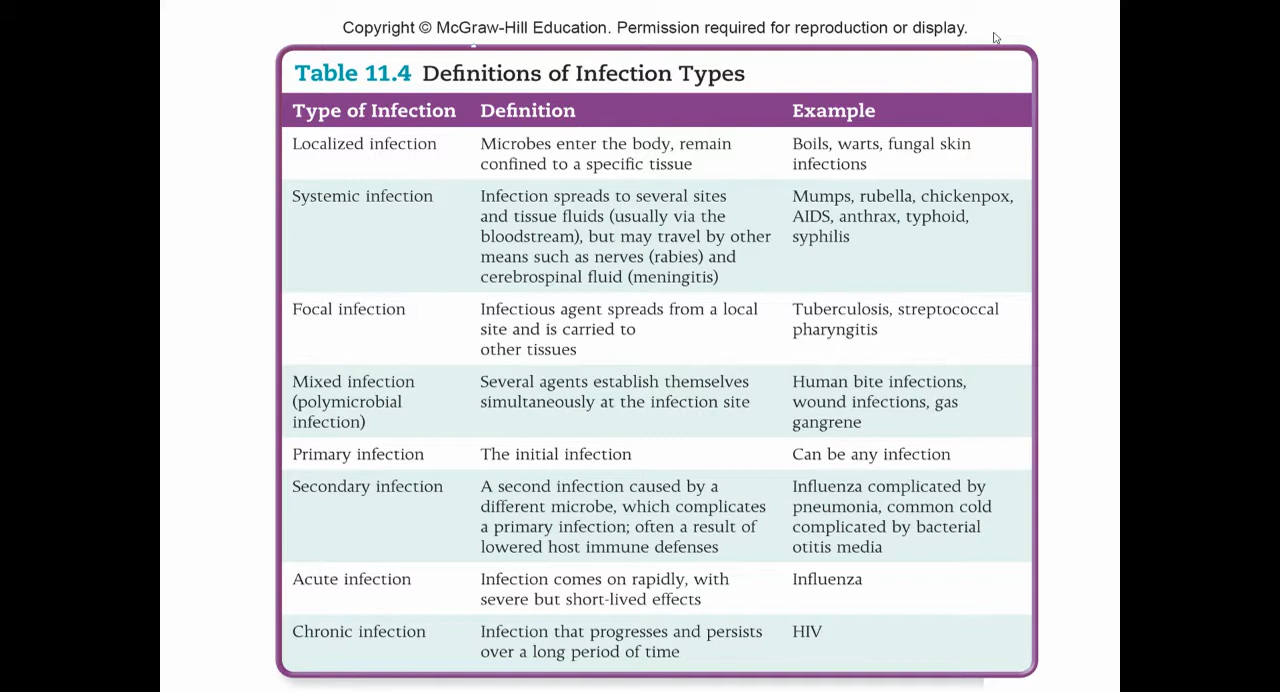 Copyright © McGraw-Hill Education. Permission required for reproduction or display.
Table 11.4 Definitions of Infection Types
Type of Infection Definition Example
Localized infection Microbes enter the body, remain Boils, warts, fungal skin
confined to a specific tissue infections
Systemic infection Infection spreads to several sites Mumps, rubella, chickenpox,
and tissue fluids (usually via the AIDS, anthrax, typhoid,
bloodstream), but may travel by other syphilis
means such as nerves (rabies) and
cerebrospinal fluid (meningitis)
Focal infection Infectious agent spreads from a local Tuberculosis, streptococcal
site and is carried to pharyngitis
other tissues
Mixed infection Several agents establish themselves Human bite infections,
(polymicrobial simultaneously at the infection site wound infections, gas
infection) gangrene
Primary infection The initial infection Can be any infection
Secondary infection A second infection caused by a Influenza complicated by
different microbe, which complicates pneumonia, common cold
a primary infection; often a result of complicated by bacterial
lowered host immune defenses otitis media
Acute infection Infection comes on rapidly, with Influenza
severe but short-lived effects
Chronic infection Infection that progresses and persists HIV
over a long period of time